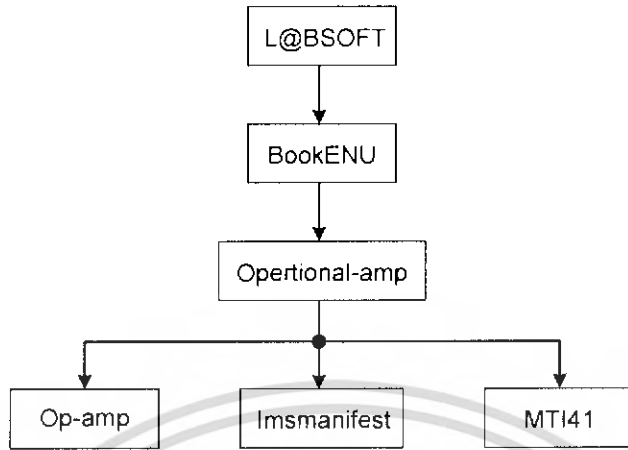 L@BSOFT
BookENU
Opertional-amp
Op-amp
Imsmanifest
MTI41